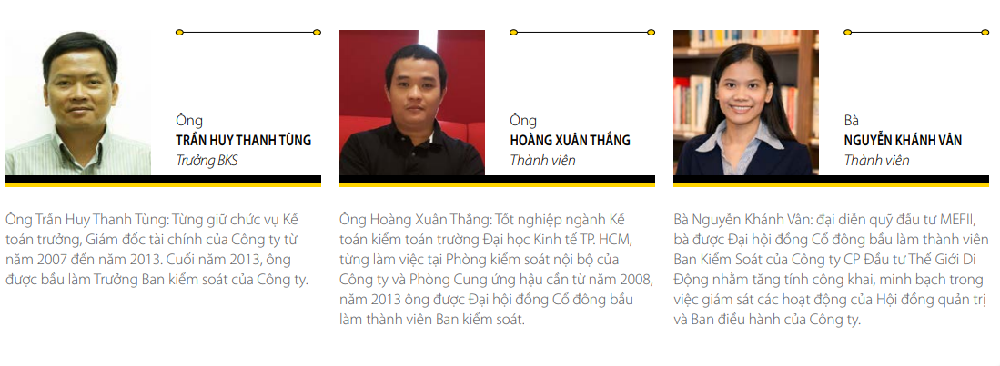 Ông
TRẦN HUY THANH TÙNG
Trưởng BKS
Ông Trần Huy Thanh Tùng: Từng giữ chức vụ Kế
toán trưởng, Giám đốc tài chính của Công ty từ
năm 2007 đến năm 2013. Cuối năm 2013, ông
được bầu làm Trưởng Ban kiểm soát của Công ty.
Ông
HOÀNG XUÂN THẮNG
Thành viên
Ông Hoàng Xuân Thắng: Tốt nghiệp ngành Kế
toán kiểm toán trường Đại học Kinh tế TP. HCM,
từng làm việc tại Phòng kiểm soát nội bộ của
Công ty và Phòng Cung ứng hậu cần từ năm 2008,
năm 2013 ông được Đại hội đồng Cổ đông bầu
làm thành viên Ban kiểm soát.
Bà
NGUYỄN KHÁNH VÂN
Thành viên
Bà Nguyễn Khánh Vân: đại diễn quỹ đầu tư MEFII,
bà được Đại hội đồng Cổ đông bầu làm thành viên
Ban Kiểm Soát của Công ty CP Đầu tư Thế Giới Di
Động nhằm tăng tính công khai, minh bạch trong
việc giám sát các hoạt động của Hội đồng quản trị
và Ban điều hành của Công ty.